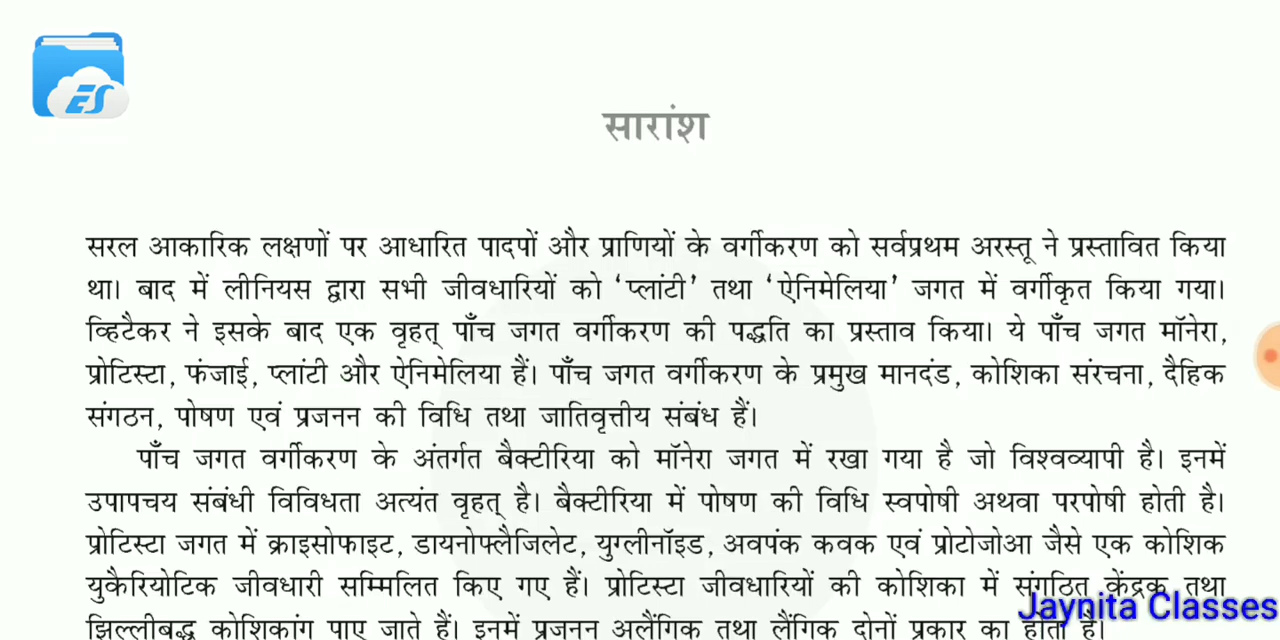 ES
सारांश
सरल आकारिक लक्षणों पर आधारित पादपों और प्राणियों के वर्गीकरण को सर्वप्रथम अरस्तू ने प्रस्तावित किया
था। बाद में लीनियस द्वारा सभी जीवधारियों को ‘प्लांटी’ तथा ‘ऐनिमेलिया’ जगत में वर्गीकृत किया गया।
व्हिटैकर ने इसके बाद एक वृहत् पाँच जगत वर्गीकरण की पद्धति का प्रस्ताव किया। ये पाँच जगत मॉनेरा,
प्रोटिस्टा, फंजाई, प्लांटी और ऐनिमेलिया हैं। पाँच जगत वर्गीकरण के प्रमुख मानदंड, कोशिका संरचना, दैहिक
संगठन, पोषण एवं प्रजनन की विधि तथा जातिवृत्तीय संबंध हैं।
पाँच जगत वर्गीकरण के अंतर्गत बैक्टीरिया को मॉनेरा जगत में रखा गया है जो विश्वव्यापी है। इनमें
उपापचय संबंधी विविधता अत्यंत वृहत् है। बैक्टीरिया में पोषण की विधि स्वपोषी अथवा परपोषी होती है।
प्रोटिस्टा जगत में क्राइसोफाइट, डायनोफ्लैजिलेट, युग्लीनॉइड, अवपंक कवक एवं प्रोटोजोआ जैसे एक कोशिक
युकैरियोटिक जीवधारी सम्मिलित किए गए हैं। प्रोटिस्टा जीवधारियों की कोशिका में संगठित केंद्रक तथा
झिल्लीबद्ध कोशिकांग पाए जाते हैं। इनमें प्रजनन अलैंगिक तथा लैंगिक दोनों प्रकार का होता है।
Jaynita Classes